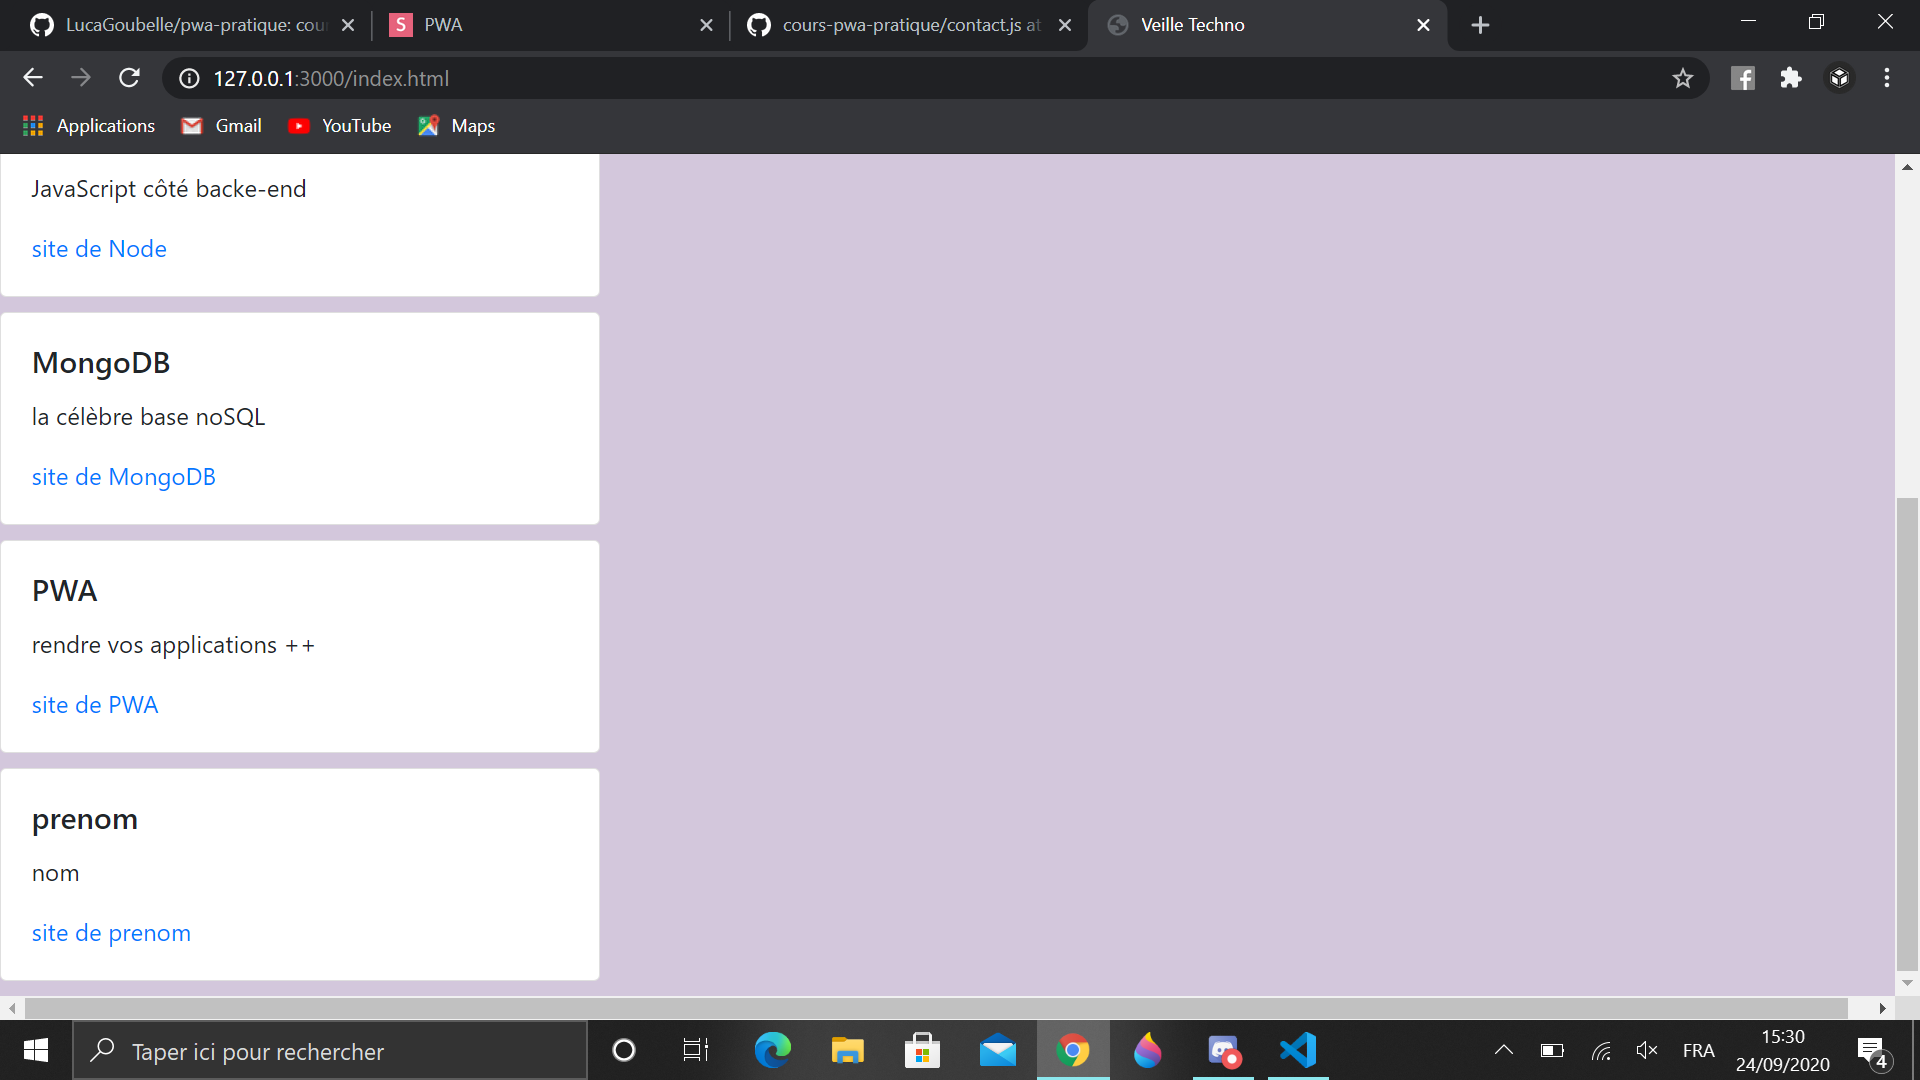 LucaGoubelle/pwa-pratique: cou
S PWA
cours-pwa-pratique/contact.js at
Veille Techno
127.0.0.1:3000/index.html
Applications
Gmail
YouTube
Maps
JavaScript côté backe-end
site de Node
MongoDB
la célèbre base noSQL
site de MongoDB
PWA
rendre vos applications ++
site de PWA
prenom
nom
site de prenom
Taper ici pour rechercher
FRA
15:30
24/09/2020
4